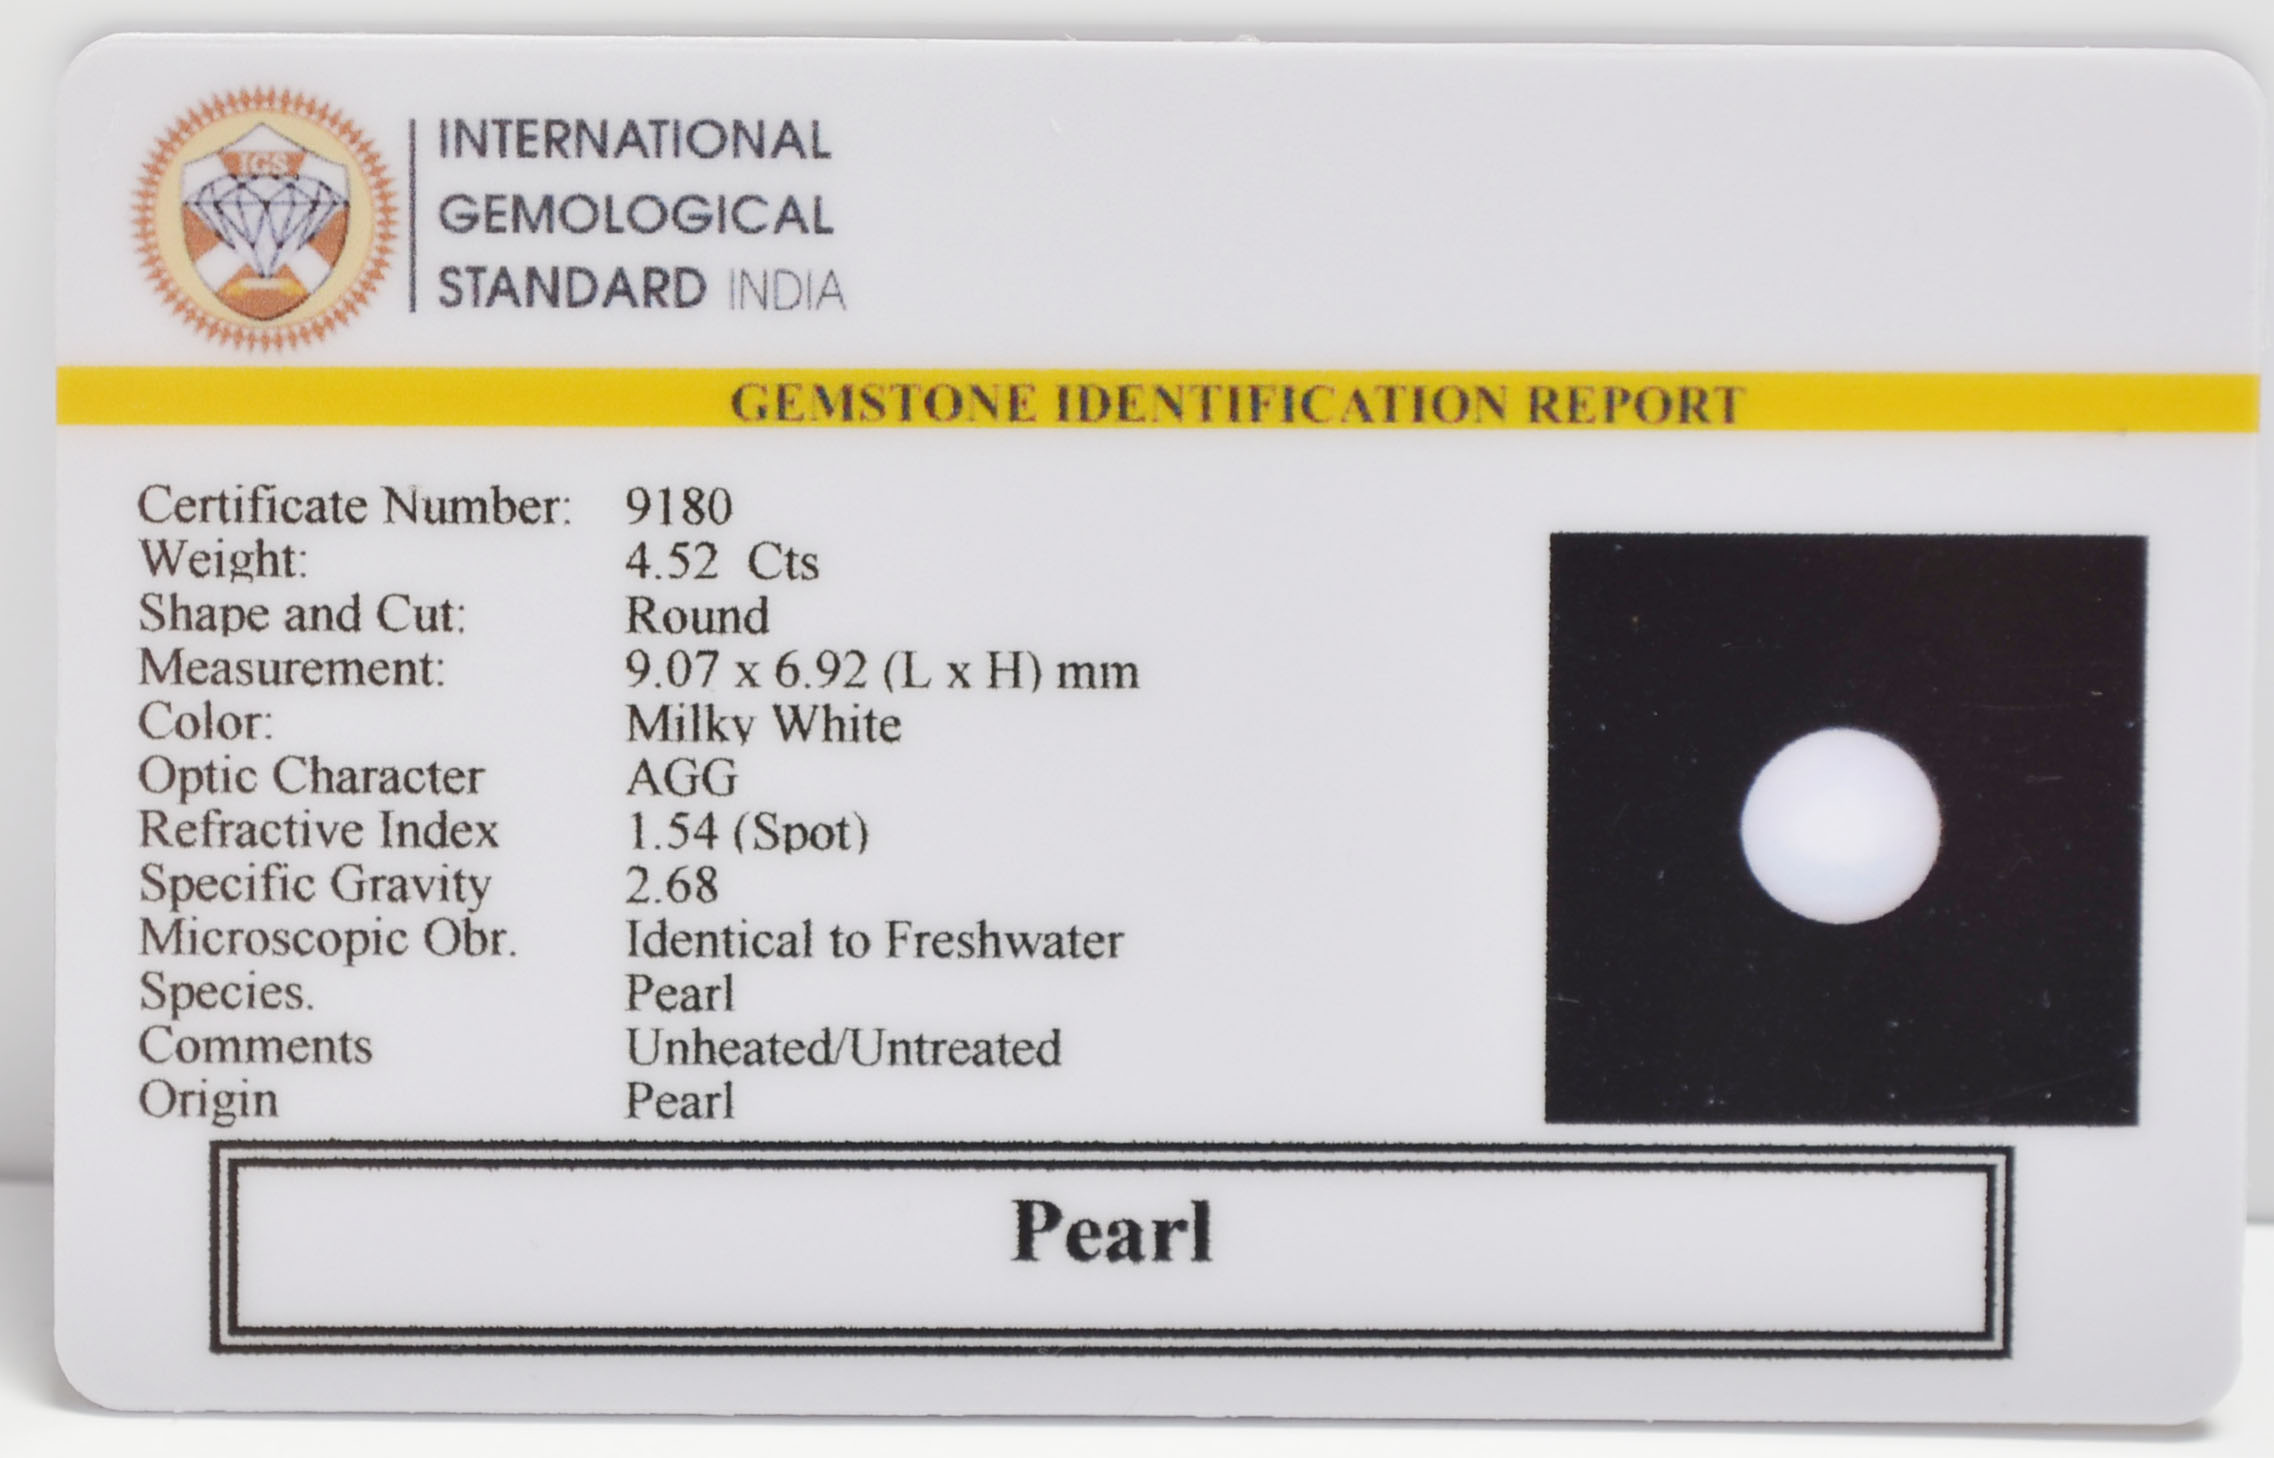 IGS
INTERNATIONAL
GEMOLOGICAL
STANDARD INDIA
GEMSTONE IDENTIFICATION REPORT
Certificate Number: 9180
Weight: 4.52 Cts
Shape and Cut: Round
Measurement: 9.07 x 6.92 (L x H) mm
Color: Milky White
Optic Character AGG
Refractive Index 1.54 (Spot)
Specific Gravity 2.68
Microscopic Obr. Identical to Freshwater
Species. Pearl
Comments Unheated/Untreated
Origin Pearl
Pearl